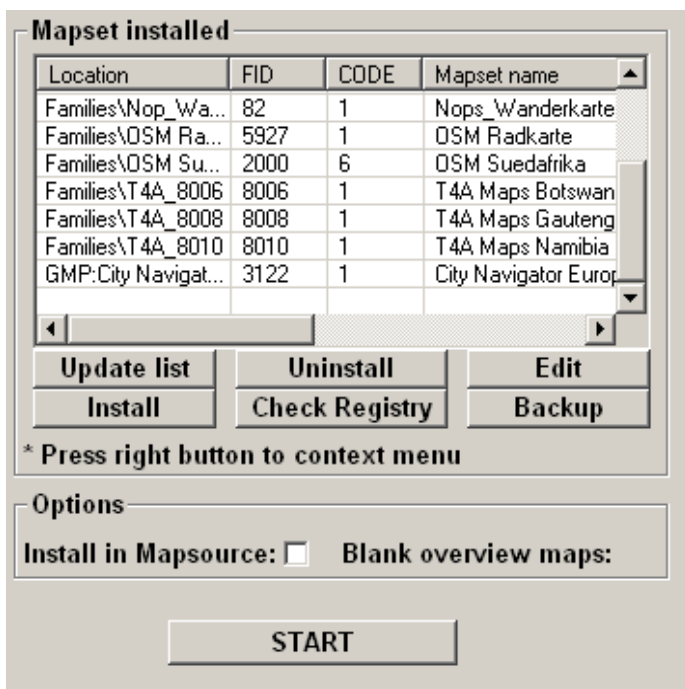 Mapset installed
Location FID CODE Mapset name
Families\Nop_Wa... 82 1 Nops_Wanderkarte
Families\OSM Ra... 5927 1 OSM Radkarte
Families\OSM Su... 2000 6 OSM Suedafrika
Families\T4A_8006 8006 1 T4A Maps Botswan
Families\T4A_8008 8008 1 T4A Maps Gauteng
Families\T4A_8010 8010 1 T4A Maps Namibia
GMP:City Navigat... 3122 1 City Navigator Europ
Update list Uninstall Edit
Install Check Registry Backup
* Press right button to context menu
Options
Install in Mapsource: Blank overview maps:
START